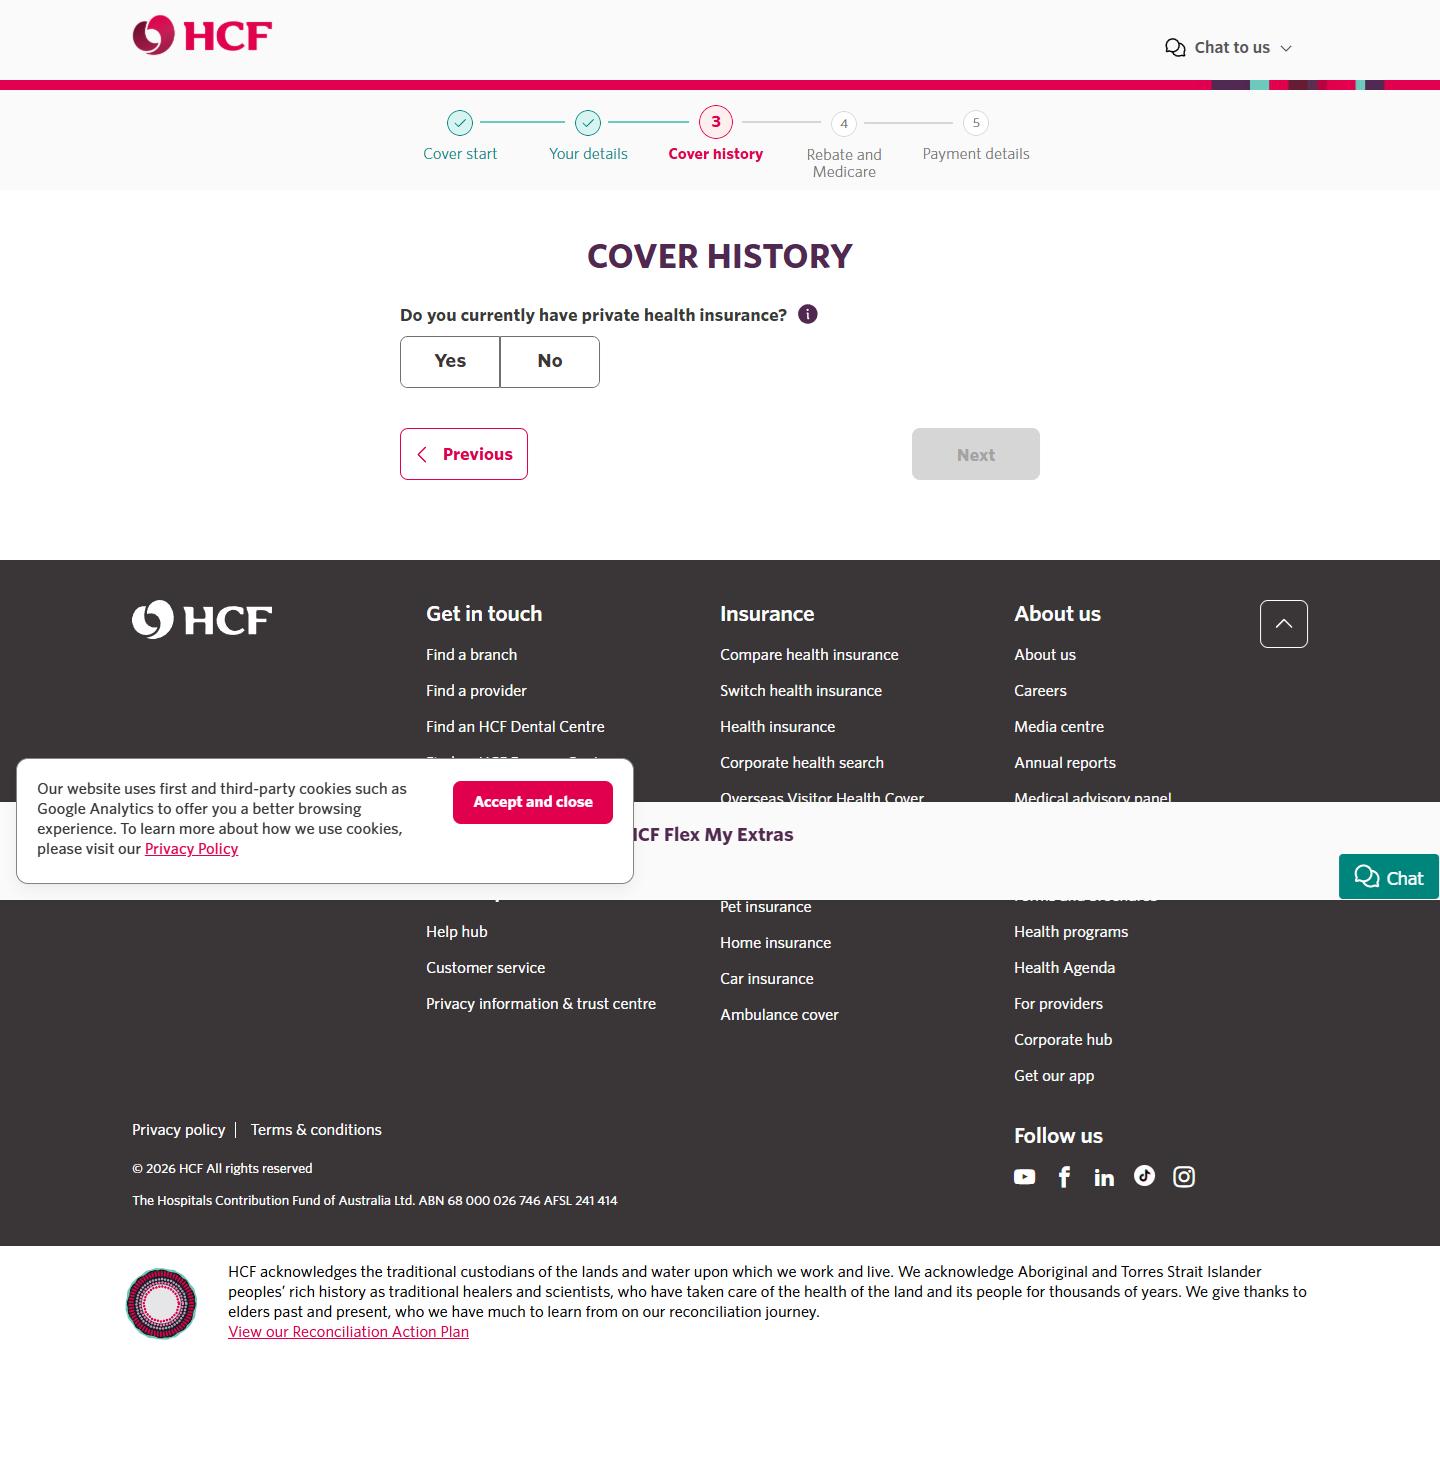 HCF
Chat to us
3
4
5
Cover start
Your details
Cover history
Rebate and
Medicare
Payment details
COVER HISTORY
Do you currently have private health insurance?
Yes
No
Previous
Next
HCF
Get in touch
Find a branch
Find a provider
Find an HCF Dental Centre
Insurance
Compare health insurance
Switch health insurance
Health insurance
Corporate health search
Overseas Visitor Health Cover
About us
About us
Careers
Media centre
Annual reports
Medical advisory panel
Our website uses first and third-party cookies such as
Google Analytics to offer you a better browsing
experience. To learn more about how we use cookies,
please visit our Privacy Policy
Accept and close
HCF Flex My Extras
Chat
Help hub
Customer service
Privacy information & trust centre
Pet insurance
Home insurance
Car insurance
Ambulance cover
Health programs
Health Agenda
For providers
Corporate hub
Get our app
Privacy policy
Terms & conditions
© 2026 HCF All rights reserved
The Hospitals Contribution Fund of Australia Ltd. ABN 68 000 026 746 AFSL 241 414
Follow us
HCF acknowledges the traditional custodians of the lands and water upon which we work and live. We acknowledge Aboriginal and Torres Strait Islander
peoples’ rich history as traditional healers and scientists, who have taken care of the health of the land and its people for thousands of years. We give thanks to
elders past and present, who we have much to learn from on our reconciliation journey.
View our Reconciliation Action Plan